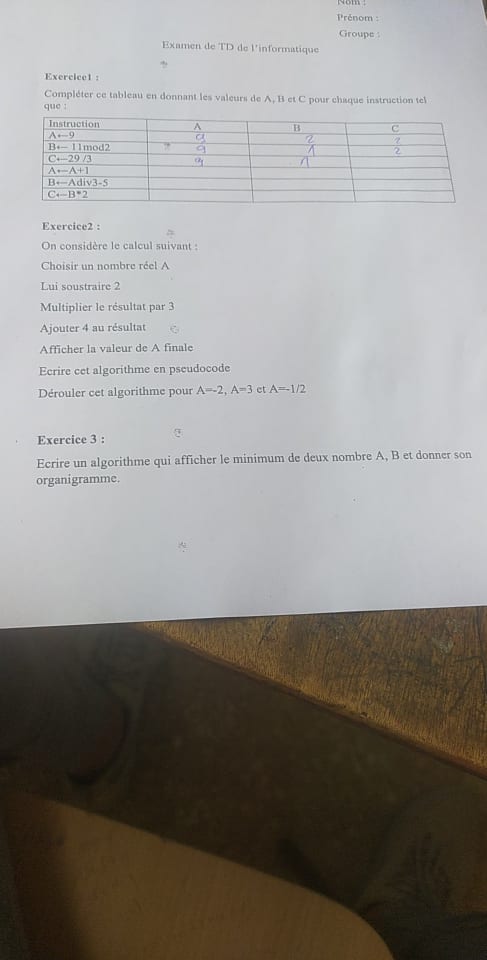 Nom :
Prénom :
Groupe :
Examen de TD de l'informatique
Exercice1 :
Compléter ce tableau en donnant les valeurs de A, B et C pour chaque instruction tel
que :
Instruction A B C
A←9 9 ? ?
B← 11mod2 9 1 ?
C←29 /3 9 1
A←A+1
B←Adiv3-5
C←B*2
Exercice2 :
On considère le calcul suivant :
Choisir un nombre réel A
Lui soustraire 2
Multiplier le résultat par 3
Ajouter 4 au résultat
Afficher la valeur de A finale
Ecrire cet algorithme en pseudocode
Dérouler cet algorithme pour A=-2, A=3 et A=-1/2
Exercice 3 :
Ecrire un algorithme qui afficher le minimum de deux nombre A, B et donner son
organigramme.